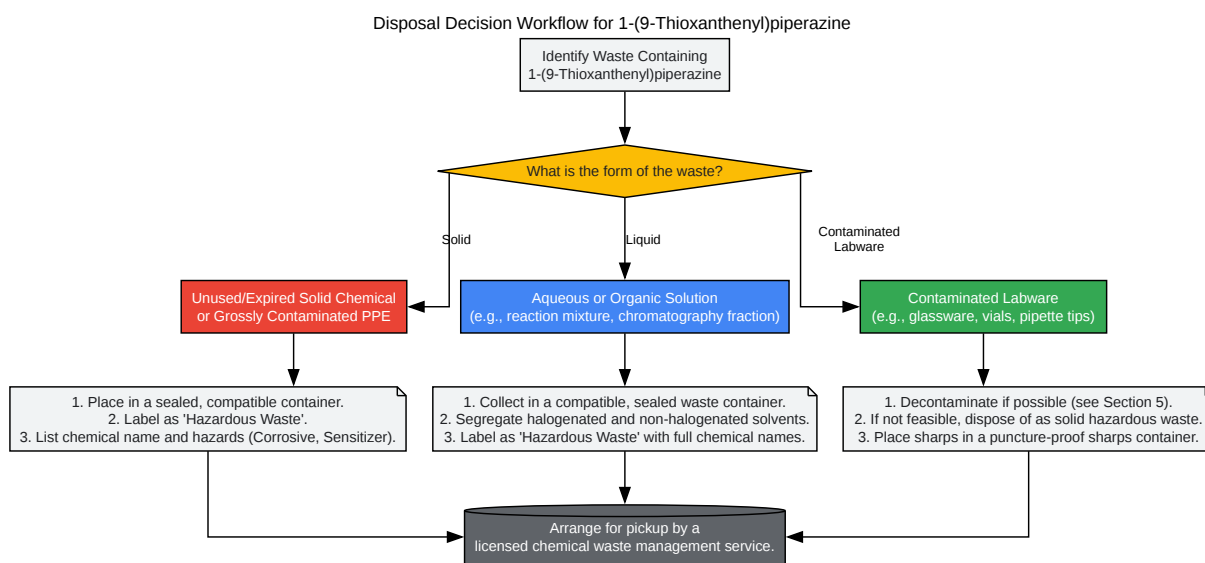 Disposal Decision Workflow for 1-(9-Thioxanthenyl)piperazine
Identify Waste Containing
1-(9-Thioxanthenyl)piperazine
What is the form of the waste?
Solid
Liquid
Contaminated
Labware
Unused/Expired Solid Chemical
or Grossly Contaminated PPE
Aqueous or Organic Solution
(e.g., reaction mixture, chromatography fraction)
Contaminated Labware
(e.g., glassware, vials, pipette tips)
1. Place in a sealed, compatible container.
2. Label as 'Hazardous Waste'.
3. List chemical name and hazards (Corrosive, Sensitizer).
1. Collect in a compatible, sealed waste container.
2. Segregate halogenated and non-halogenated solvents.
3. Label as 'Hazardous Waste' with full chemical names.
1. Decontaminate if possible (see Section 5).
2. If not feasible, dispose of as solid hazardous waste.
3. Place sharps in a puncture-proof sharps container.
Arrange for pickup by a
licensed chemical waste management service.